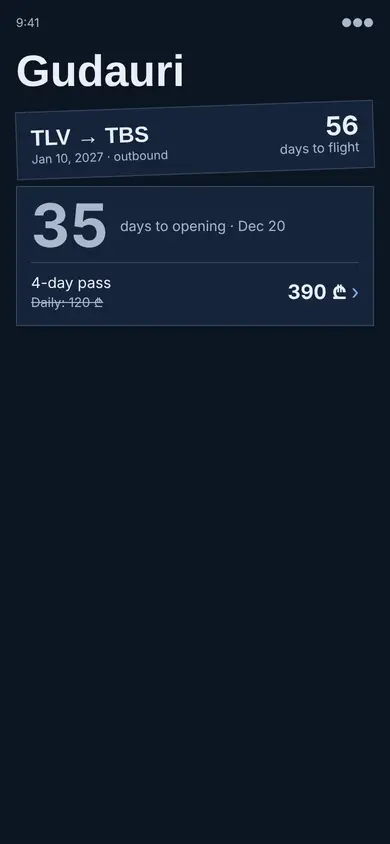 9:41
Gudauri
TLV → TBS
56
Jan 10, 2027 · outbound
days to flight
35
days to opening · Dec 20
4-day pass
Daily: 120 ₾
390 ₾ ›